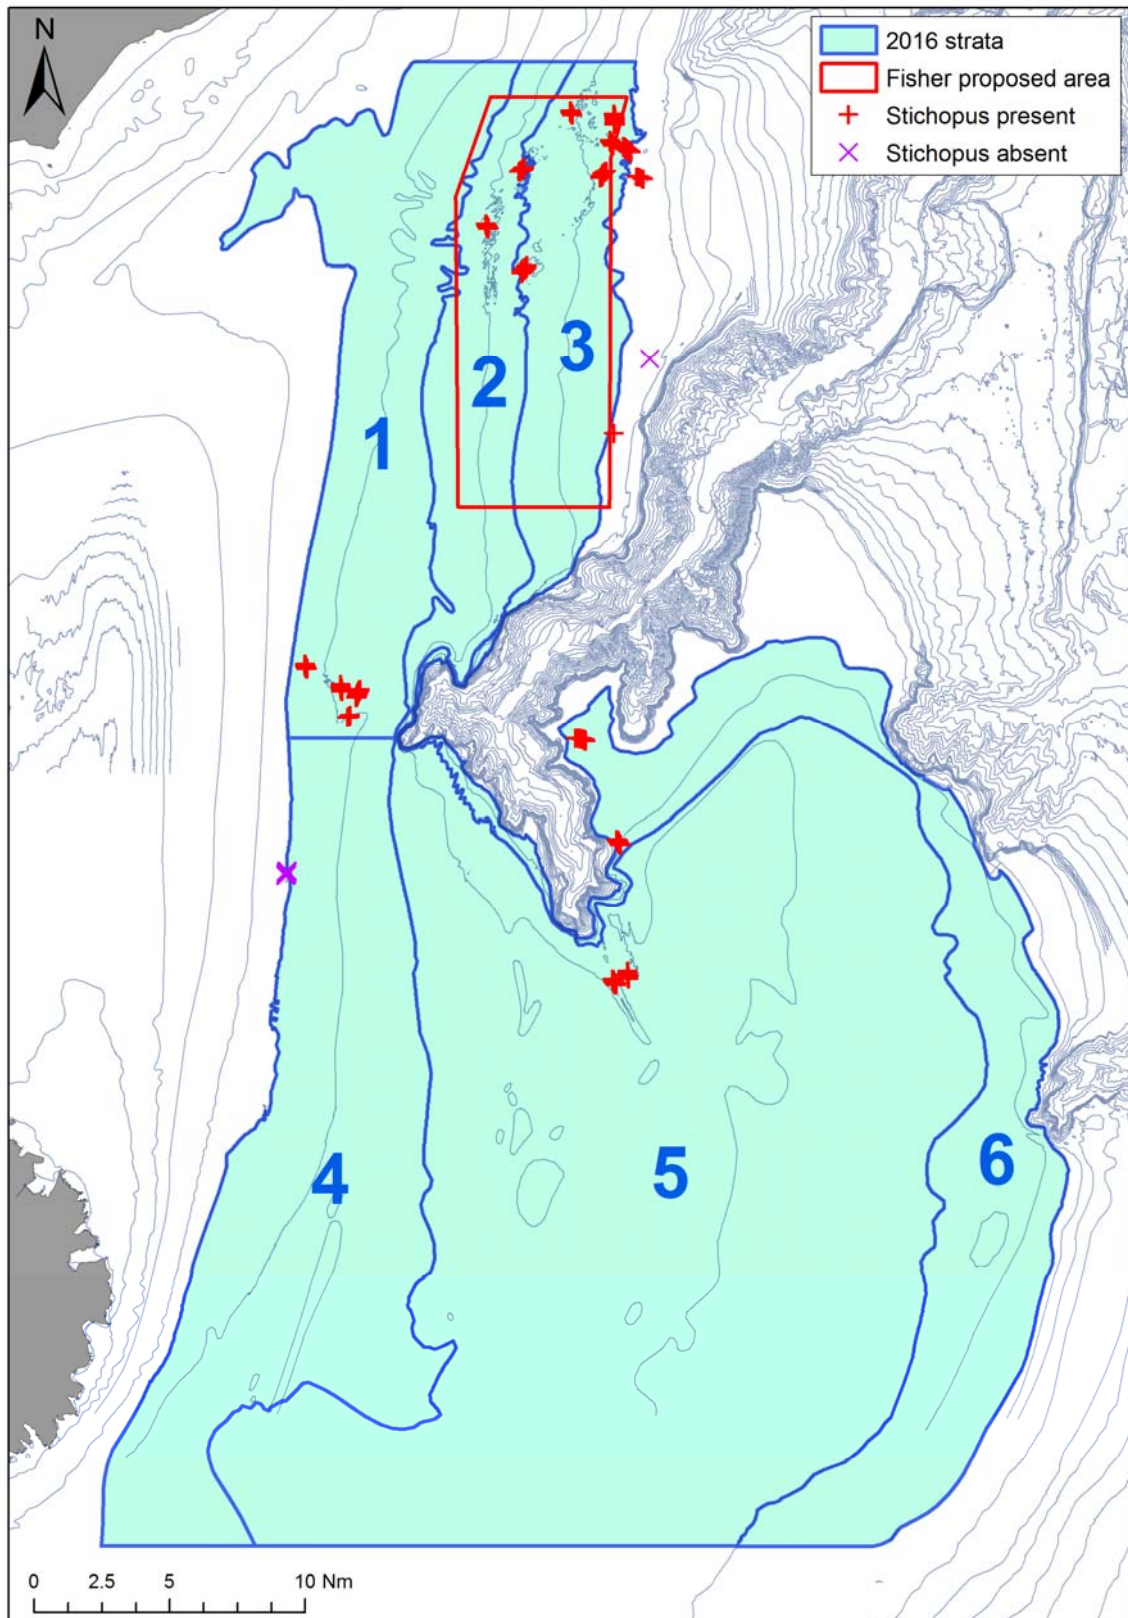 N
2016 strata
Fisher proposed area
Stichopus present
Stichopus absent
3
2
1
4
5
6
0 2.5 5 10 Nm